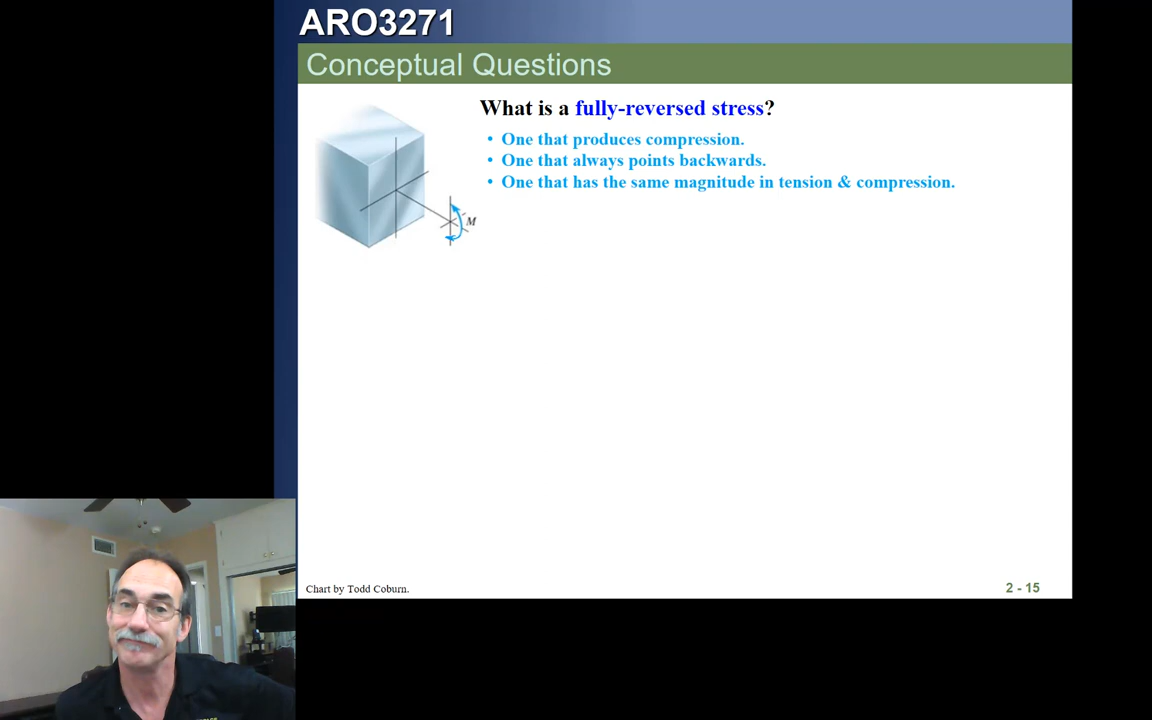 ARO3271
Conceptual Questions
What is a fully-reversed stress?
• One that produces compression.
• One that always points backwards.
• One that has the same magnitude in tension & compression.
M
Chart by Todd Coburn.
2 - 15